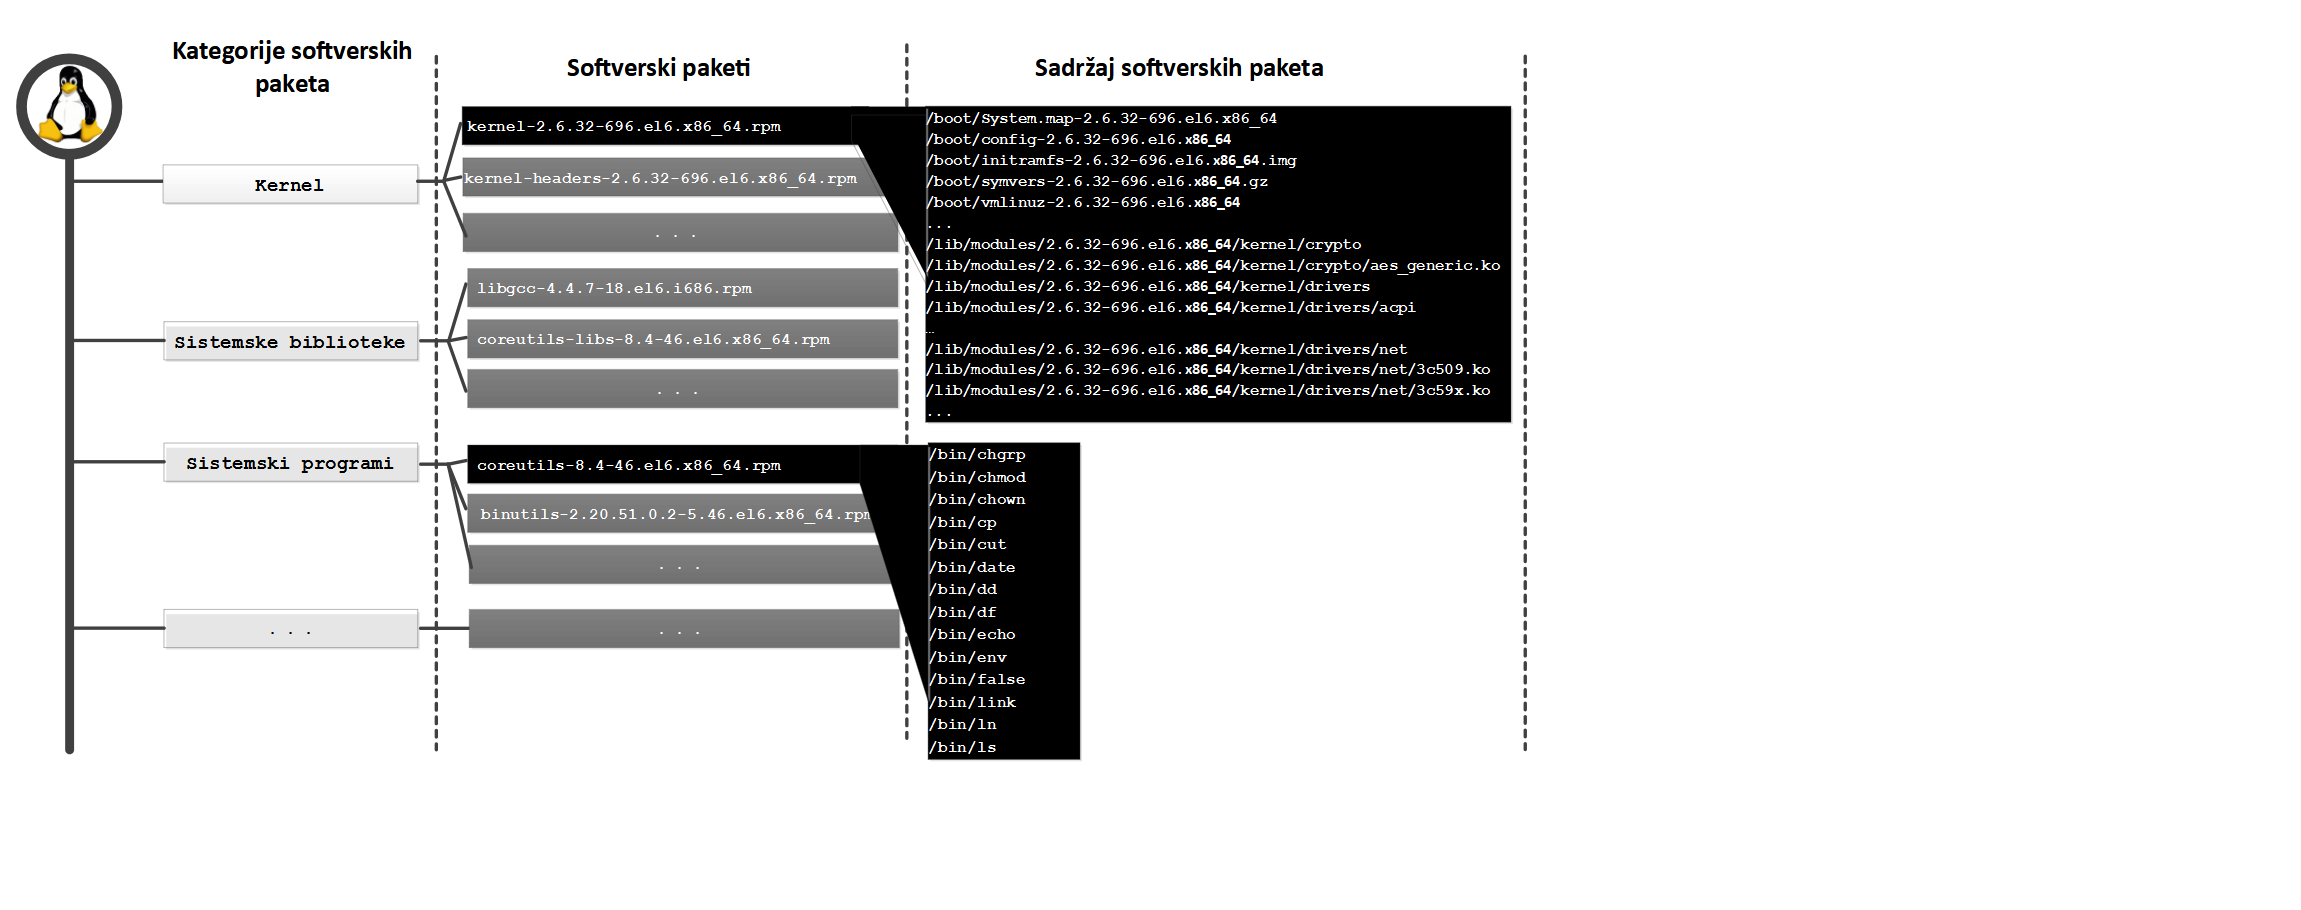 Kategorije softverskih
paketa
Softverski paketi
Sadržaj softverskih paketa
Kernel
kernel-2.6.32-696.el6.x86_64.rpm
kernel-headers-2.6.32-696.el6.x86_64.rpm
. . .
Sistemske biblioteke
libgcc-4.4.7-18.el6.i686.rpm
coreutils-libs-8.4-46.el6.x86_64.rpm
. . .
Sistemski programi
coreutils-8.4-46.el6.x86_64.rpm
binutils-2.20.51.0.2-5.46.el6.x86_64.rpm
. . .
. . .
. . .
/boot/System.map-2.6.32-696.el6.x86_64
/boot/config-2.6.32-696.el6.x86_64
/boot/initramfs-2.6.32-696.el6.x86_64.img
/boot/symvers-2.6.32-696.el6.x86_64.gz
/boot/vmlinuz-2.6.32-696.el6.x86_64
...
/lib/modules/2.6.32-696.el6.x86_64/kernel/crypto
/lib/modules/2.6.32-696.el6.x86_64/kernel/crypto/aes_generic.ko
/lib/modules/2.6.32-696.el6.x86_64/kernel/drivers
/lib/modules/2.6.32-696.el6.x86_64/kernel/drivers/acpi
…
/lib/modules/2.6.32-696.el6.x86_64/kernel/drivers/net
/lib/modules/2.6.32-696.el6.x86_64/kernel/drivers/net/3c509.ko
/lib/modules/2.6.32-696.el6.x86_64/kernel/drivers/net/3c59x.ko
...
/bin/chgrp
/bin/chmod
/bin/chown
/bin/cp
/bin/cut
/bin/date
/bin/dd
/bin/df
/bin/echo
/bin/env
/bin/false
/bin/link
/bin/ln
/bin/ls